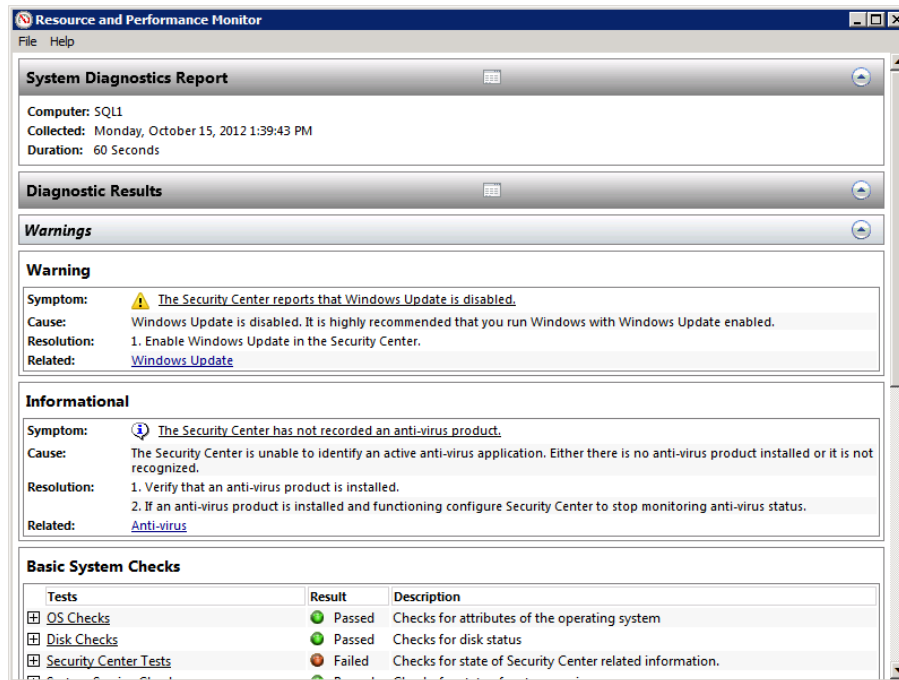 Resource and Performance Monitor
File Help
System Diagnostics Report
Computer: SQL1
Collected: Monday, October 15, 2012 1:39:43 PM
Duration: 60 Seconds
Diagnostic Results
Warnings
Warning
Symptom: The Security Center reports that Windows Update is disabled.
Cause: Windows Update is disabled. It is highly recommended that you run Windows with Windows Update enabled.
Resolution: 1. Enable Windows Update in the Security Center.
Related: Windows Update
Informational
Symptom: The Security Center has not recorded an anti-virus product.
Cause: The Security Center is unable to identify an active anti-virus application. Either there is no anti-virus product installed or it is not
recognized.
Resolution: 1. Verify that an anti-virus product is installed.
2. If an anti-virus product is installed and functioning configure Security Center to stop monitoring anti-virus status.
Related: Anti-virus
Basic System Checks
Tests Result Description
OS Checks Passed Checks for attributes of the operating system
Disk Checks Passed Checks for disk status
Security Center Tests Failed Checks for state of Security Center related information.